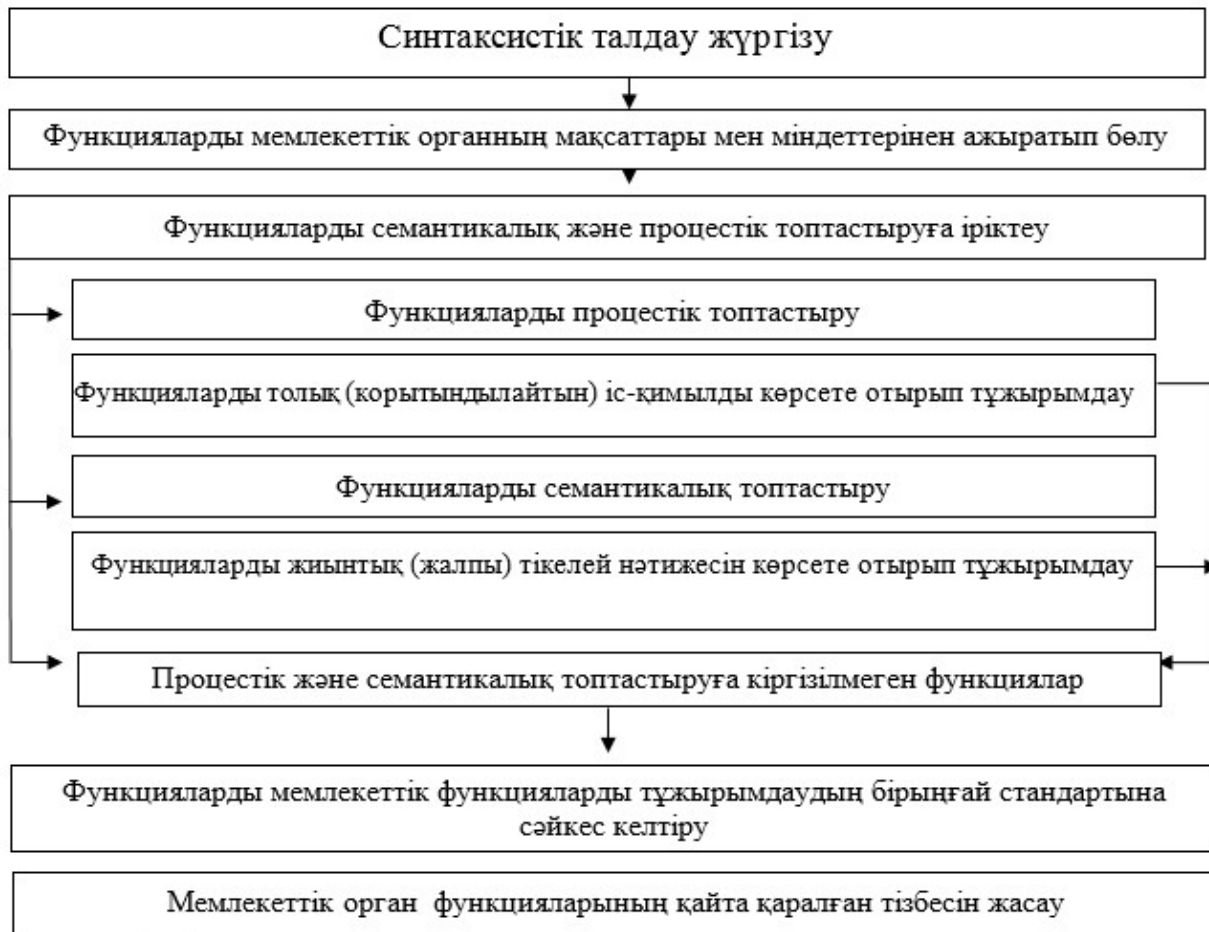 Синтаксистік талдау жүргізу
Функцияларды мемлекеттік органның мақсаттары мен міндеттерінен ажыратып бөлу
Функцияларды семантикалық және процестік топтастыруға іріктеу
Функцияларды процестік топтастыру
Функцияларды толық (корытындылайтын) іс-қимылды көрсете отырып тұжырымдау
Функцияларды семантикалық топтастыру
Функцияларды жиынтық (жалпы) тікелей нәтижесін көрсете отырып тұжырымдау
Процестік және семантикалық топтастыруға кіргізілмеген функциялар
Функцияларды мемлекеттік функцияларды тұжырымдаудың бірыңғай стандартына
сәйкес келтіру
Мемлекеттік орган функцияларының қайта қаралған тізбесін жасау